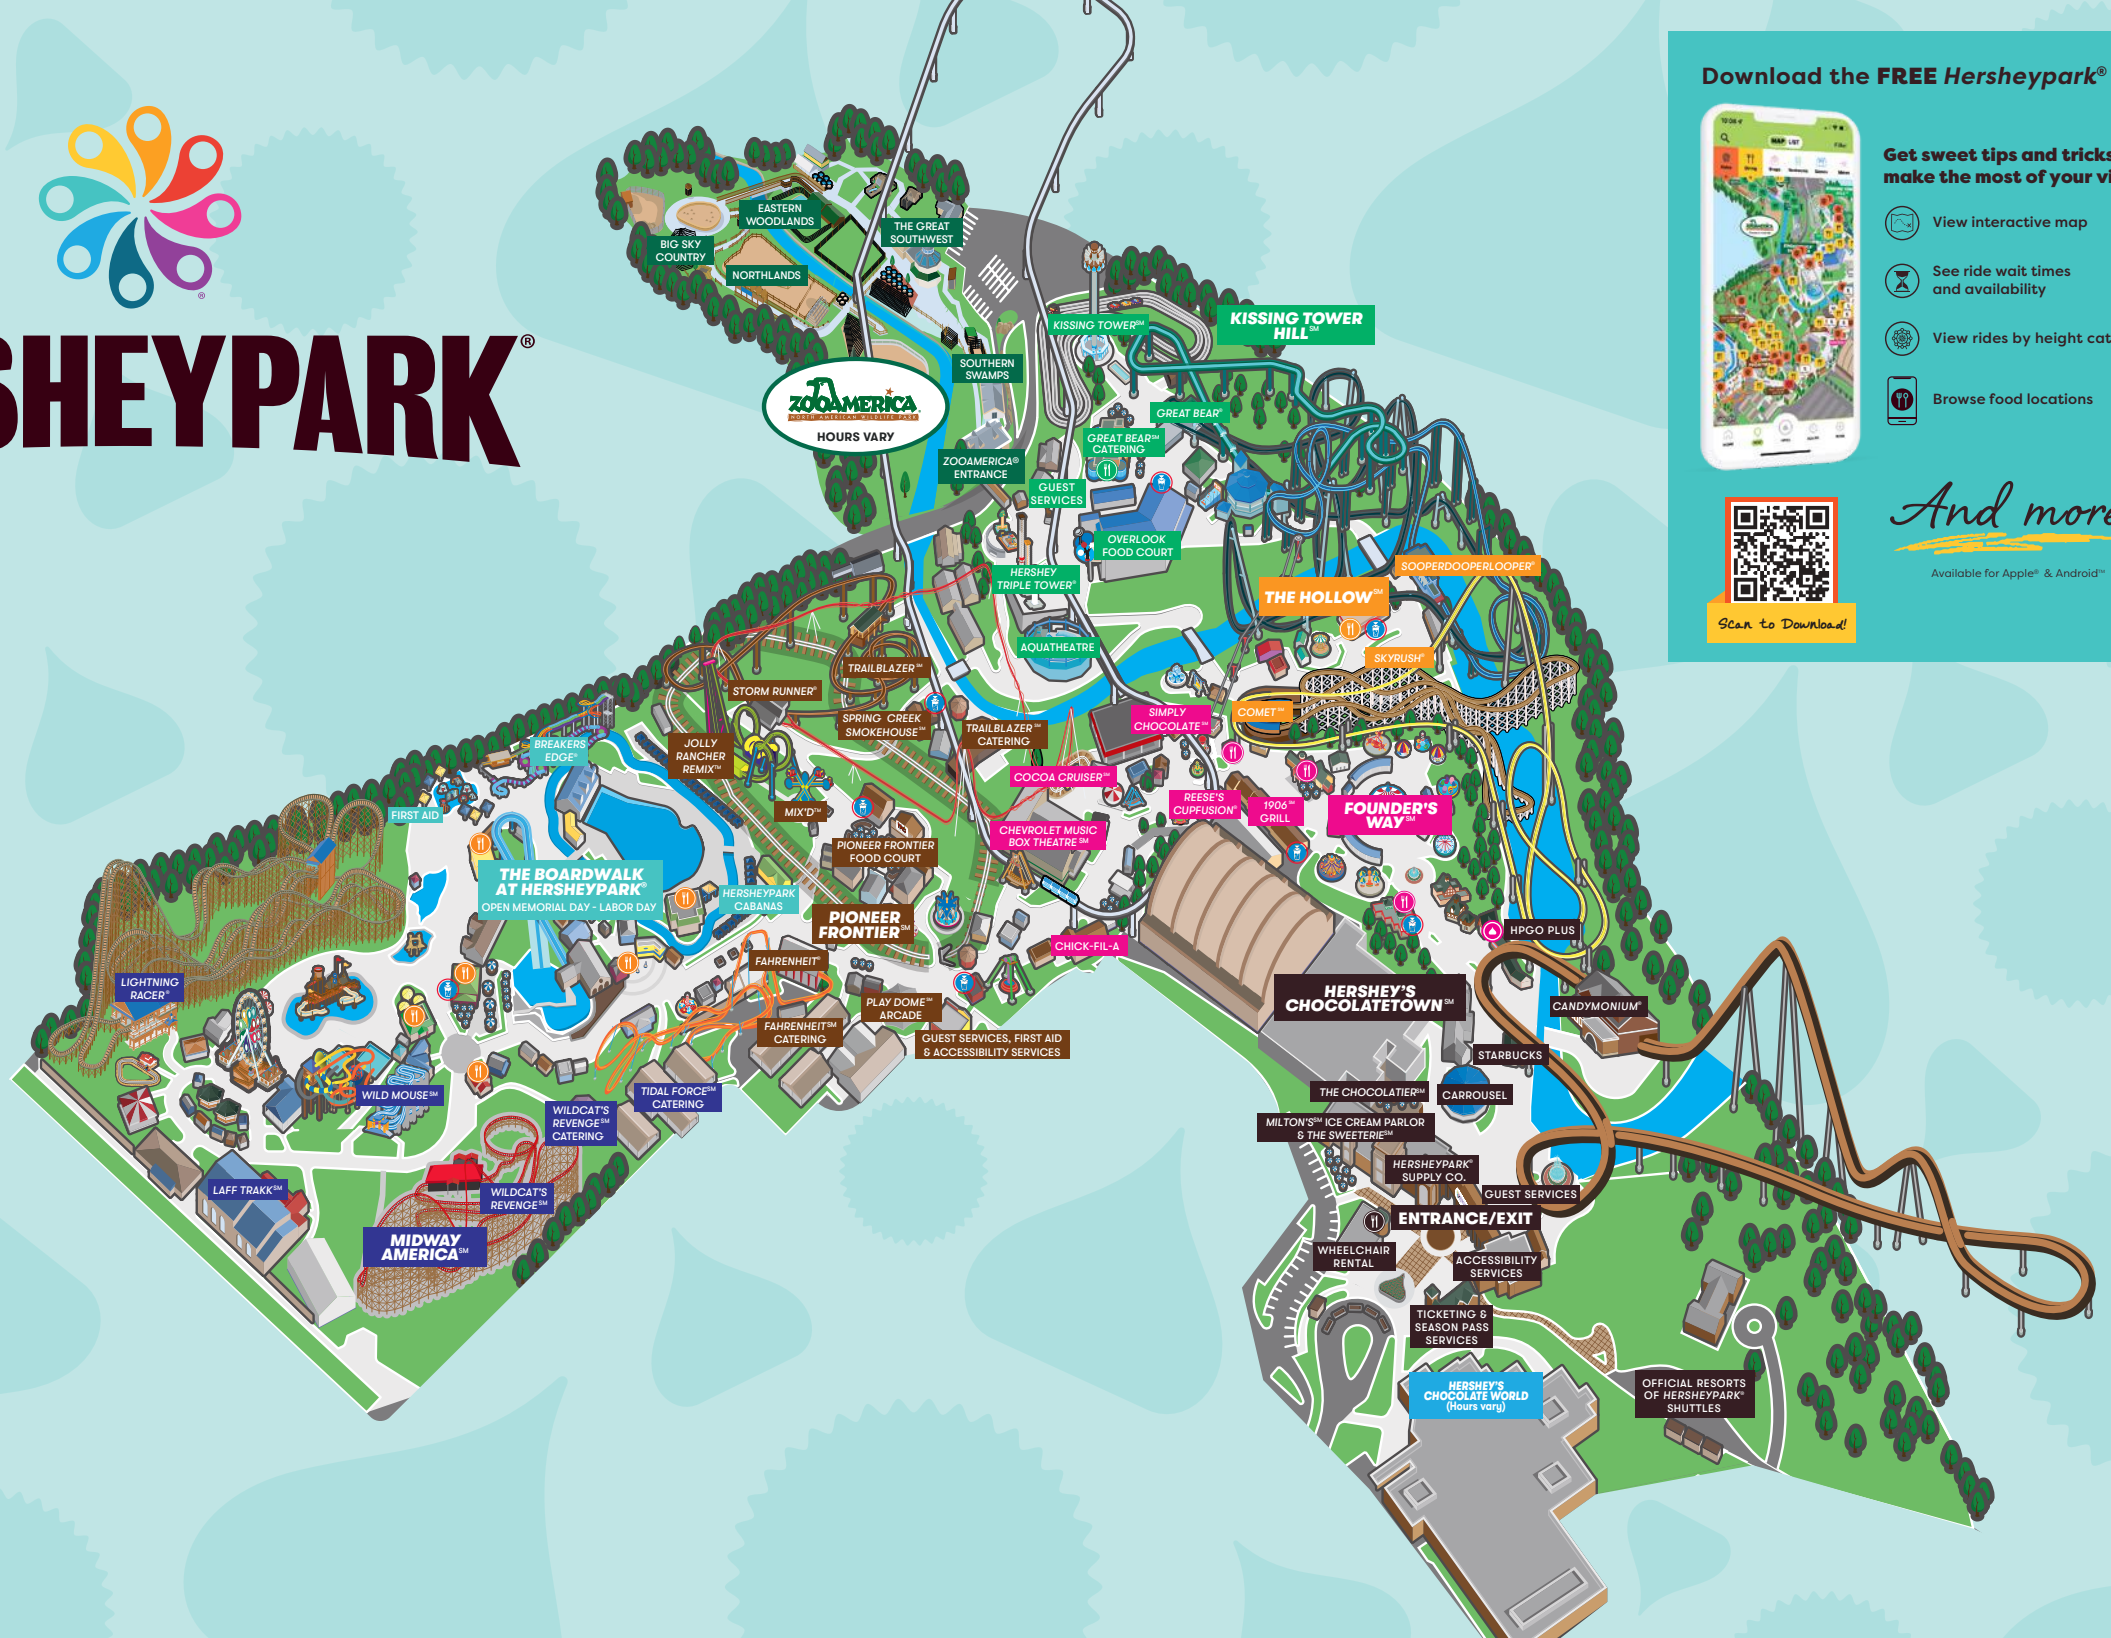 SHEYPARK®
Download the FREE Hersheypark®
MAP LIST
Get sweet tips and tricks
make the most of your vi
View interactive map
See ride wait times
and availability
View rides by height cat
Browse food locations
And more
Available for Apple® & Android™
Scan to Download!
EASTERN
WOODLANDS
THE GREAT
SOUTHWEST
BIG SKY
COUNTRY
NORTHLANDS
SOUTHERN
SWAMPS
ZOOAMERICA
NORTH AMERICAN WILDLIFE PARK
HOURS VARY
ZOOAMERICA®
ENTRANCE
KISSING TOWER℠
KISSING TOWER
HILL℠
GREAT BEAR®
GREAT BEAR℠
CATERING
GUEST
SERVICES
OVERLOOK
FOOD COURT
HERSHEY
TRIPLE TOWER®
AQUATHEATRE
SOOPERDOOPERLOOPER®
THE HOLLOW℠
SKYRUSH®
COMET℠
TRAILBLAZER℠
STORM RUNNER®
SPRING CREEK
SMOKEHOUSE℠
TRAILBLAZER℠
CATERING
JOLLY
RANCHER
REMIX™
MIX'D™
PIONEER FRONTIER
FOOD COURT
PIONEER
FRONTIER℠
FAHRENHEIT®
PLAY DOME℠
ARCADE
FAHRENHEIT℠
CATERING
GUEST SERVICES, FIRST AID
& ACCESSIBILITY SERVICES
SIMPLY
CHOCOLATE℠
COCOA CRUISER℠
REESE'S
CUPFUSION®
1906℠
GRILL
FOUNDER'S
WAY℠
CHEVROLET MUSIC
BOX THEATRE℠
CHICK-FIL-A
BREAKERS
EDGE®
FIRST AID
THE BOARDWALK
AT HERSHEYPARK®
OPEN MEMORIAL DAY - LABOR DAY
HERSHEYPARK
CABANAS
LIGHTNING
RACER®
WILD MOUSE℠
TIDAL FORCE℠
CATERING
WILDCAT'S
REVENGE℠
CATERING
LAFF TRAKK℠
WILDCAT'S
REVENGE℠
MIDWAY
AMERICA℠
HPGO PLUS
HERSHEY'S
CHOCOLATETOWN℠
CANDYMONIUM®
STARBUCKS
THE CHOCOLATIER℠
CARROUSEL
MILTON'S℠ ICE CREAM PARLOR
& THE SWEETERIE℠
HERSHEYPARK®
SUPPLY CO.
GUEST SERVICES
ENTRANCE/EXIT
WHEELCHAIR
RENTAL
ACCESSIBILITY
SERVICES
TICKETING &
SEASON PASS
SERVICES
HERSHEY'S
CHOCOLATE WORLD
(Hours vary)
OFFICIAL RESORTS
OF HERSHEYPARK®
SHUTTLES